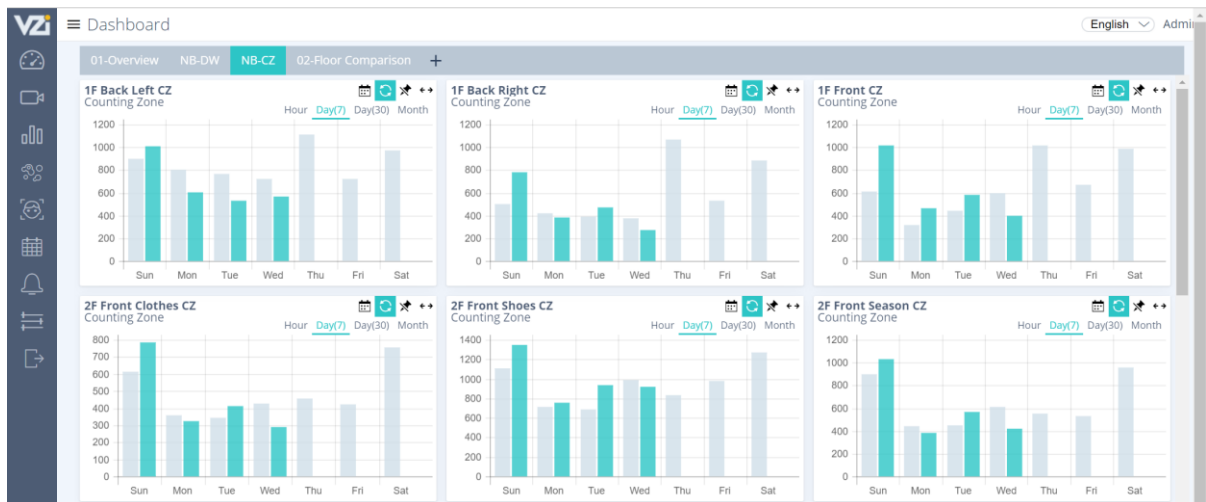 VZi Dashboard English Admin
01-Overview NB-DW NB-CZ 02-Floor Comparison +
1F Back Left CZ
Counting Zone
Hour Day(7) Day(30) Month
1200
1000
800
600
400
200
0
Sun Mon Tue Wed Thu Fri Sat
1F Back Right CZ
Counting Zone
Hour Day(7) Day(30) Month
1200
1000
800
600
400
200
0
Sun Mon Tue Wed Thu Fri Sat
1F Front CZ
Counting Zone
Hour Day(7) Day(30) Month
1200
1000
800
600
400
200
0
Sun Mon Tue Wed Thu Fri Sat
2F Front Clothes CZ
Counting Zone
Hour Day(7) Day(30) Month
800
700
600
500
400
300
200
100
0
Sun Mon Tue Wed Thu Fri Sat
2F Front Shoes CZ
Counting Zone
Hour Day(7) Day(30) Month
1400
1200
1000
800
600
400
200
0
Sun Mon Tue Wed Thu Fri Sat
2F Front Season CZ
Counting Zone
Hour Day(7) Day(30) Month
1200
1000
800
600
400
200
0
Sun Mon Tue Wed Thu Fri Sat